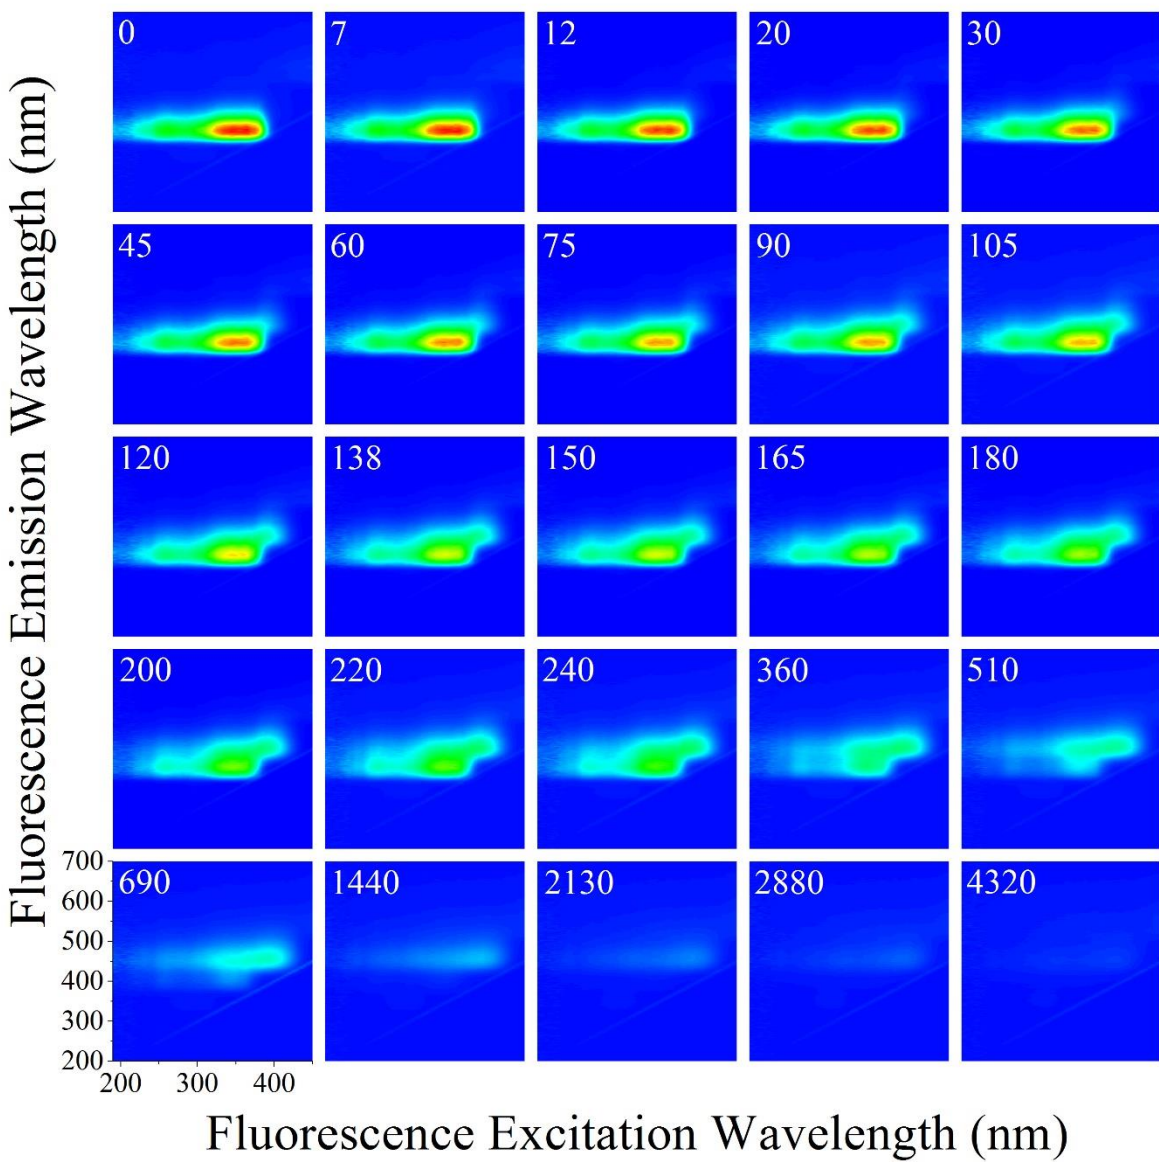 Fluorescence Emission Wavelength (nm)
0 7 12 20 30
45 60 75 90 105
120 138 150 165 180
200 220 240 360 510
690 1440 2130 2880 4320
700
600
500
400
300
200
200 300 400
Fluorescence Excitation Wavelength (nm)